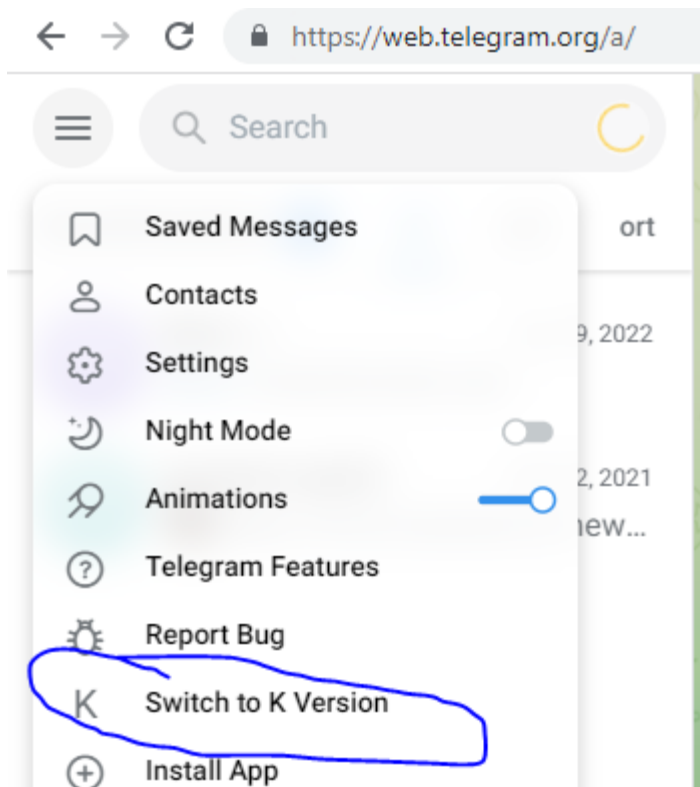 https://web.telegram.org/a/
Search
Saved Messages
ort
Contacts
9, 2022
Settings
Night Mode
2, 2021
Animations
new...
Telegram Features
Report Bug
K Switch to K Version
Install App